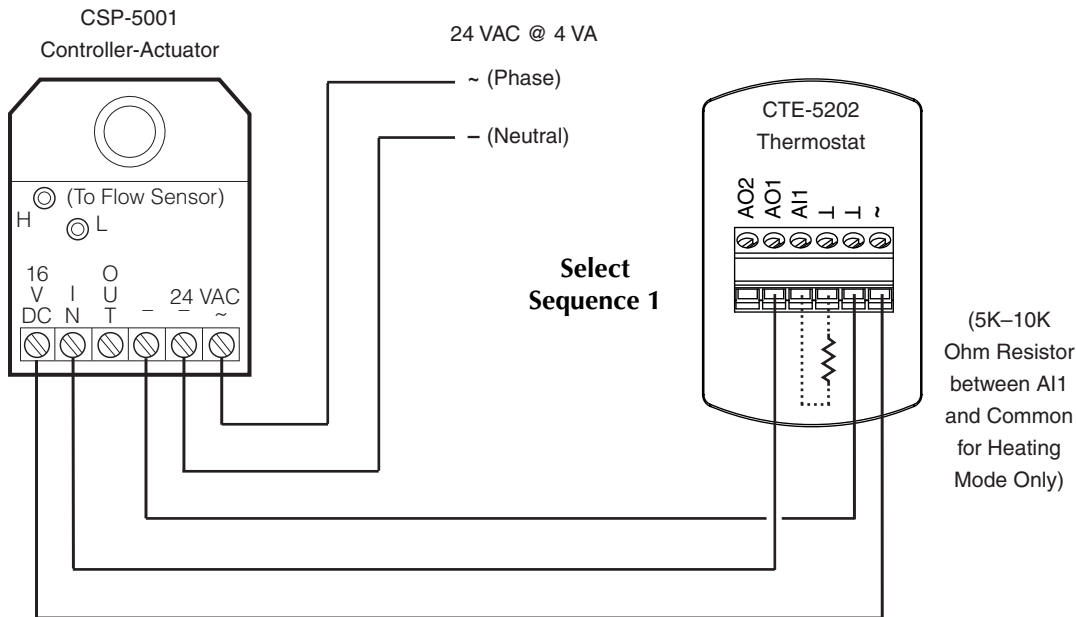 CSP-5001
Controller-Actuator
24 VAC @ 4 VA
~ (Phase)
– (Neutral)
CTE-5202
Thermostat
(To Flow Sensor)
H
L
AO2
AO1
AI1
⊥
⊥
~
16
V
DC
I
N
O
U
T
–
24 VAC
–
~
Select
Sequence 1
(5K–10K
Ohm Resistor
between AI1
and Common
for Heating
Mode Only)